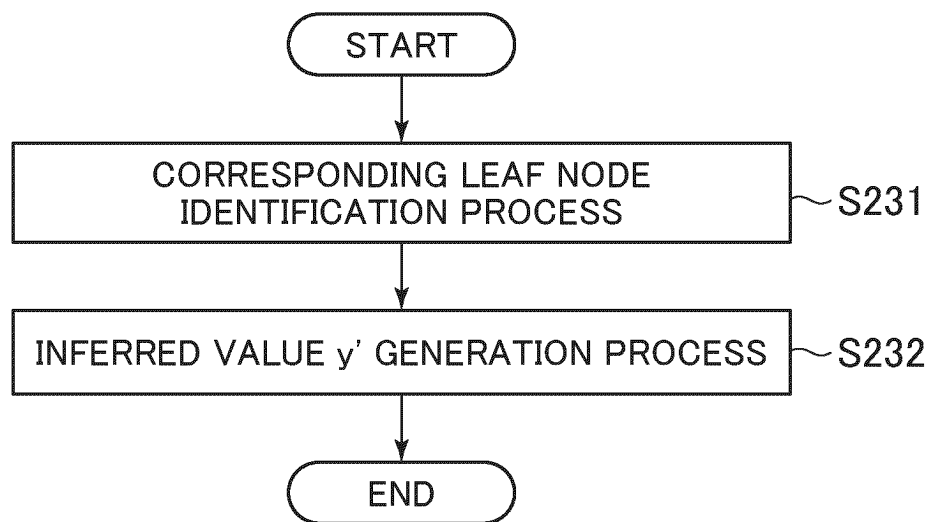 START
CORRESPONDING LEAF NODE
IDENTIFICATION PROCESS
S231
INFERRED VALUE y' GENERATION PROCESS
S232
END